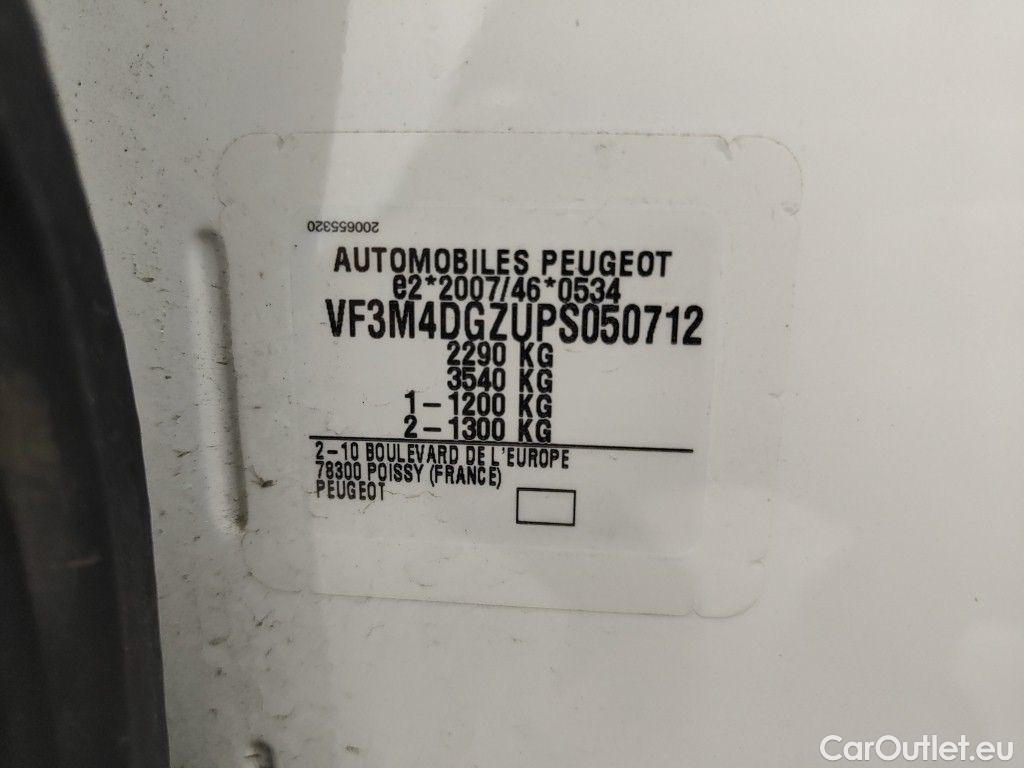 200655320
AUTOMOBILES PEUGEOT
e2*2007/46*0534
VF3M4DGZUPS050712
2290 KG
3540 KG
1-1200 KG
2-1300 KG
2-10 BOULEVARD DE L'EUROPE
78300 POISSY (FRANCE)
PEUGEOT
CarOutlet.eu